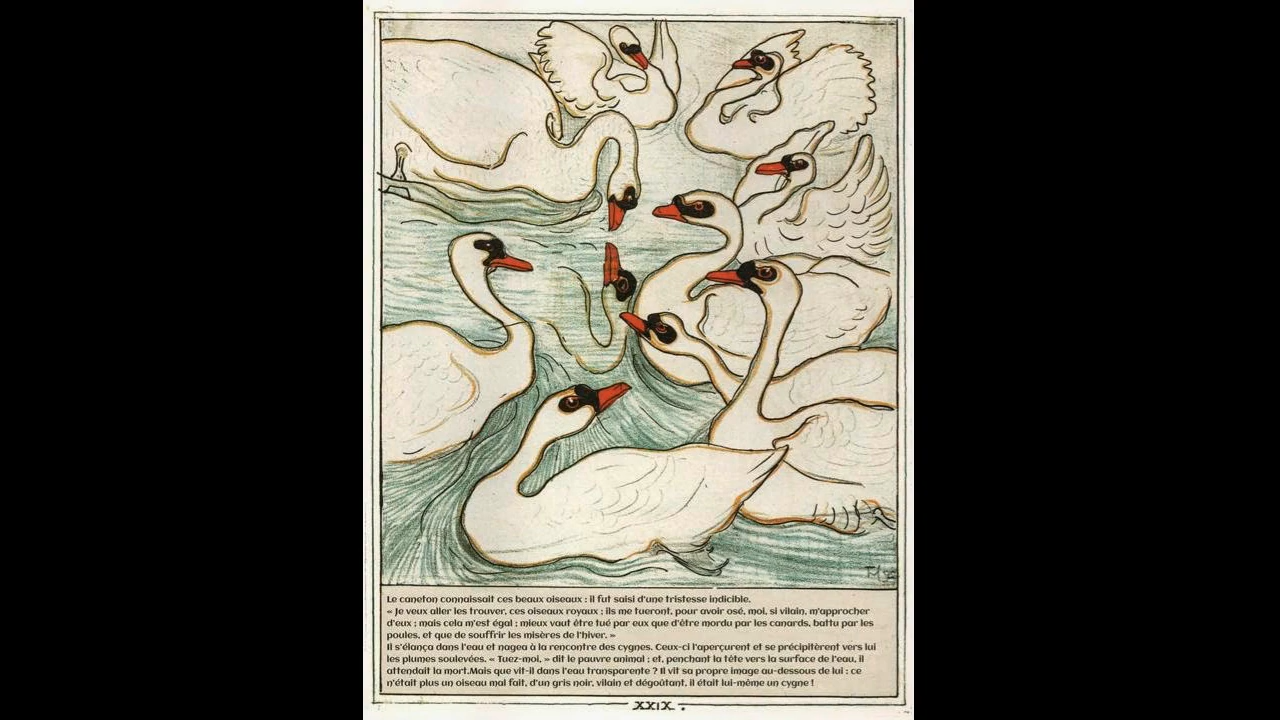 Le caneton connaissait ces beaux oiseaux : il fut saisi d'une tristesse indicible.
« Je veux aller les trouver, ces oiseaux royaux ; ils me tueront, pour avoir osé, moi, si vilain, m'approcher
d'eux ; mais cela m'est égal ; mieux vaut être tué par eux que d'être mordu par les canards, battu par les
poules, et que de souffrir les misères de l'hiver. »
Il s'élança dans l'eau et nagea à la rencontre des cygnes. Ceux-ci l'aperçurent et se précipitèrent vers lui
les plumes soulevées. « Tuez-moi, » dit le pauvre animal ; et, penchant la tête vers la surface de l'eau, il
attendait la mort.Mais que vit-il dans l'eau transparente ? Il vit sa propre image au-dessous de lui : ce
n'était plus un oiseau mal fait, d'un gris noir, vilain et dégoûtant, il était lui-même un cygne !
XXIX.